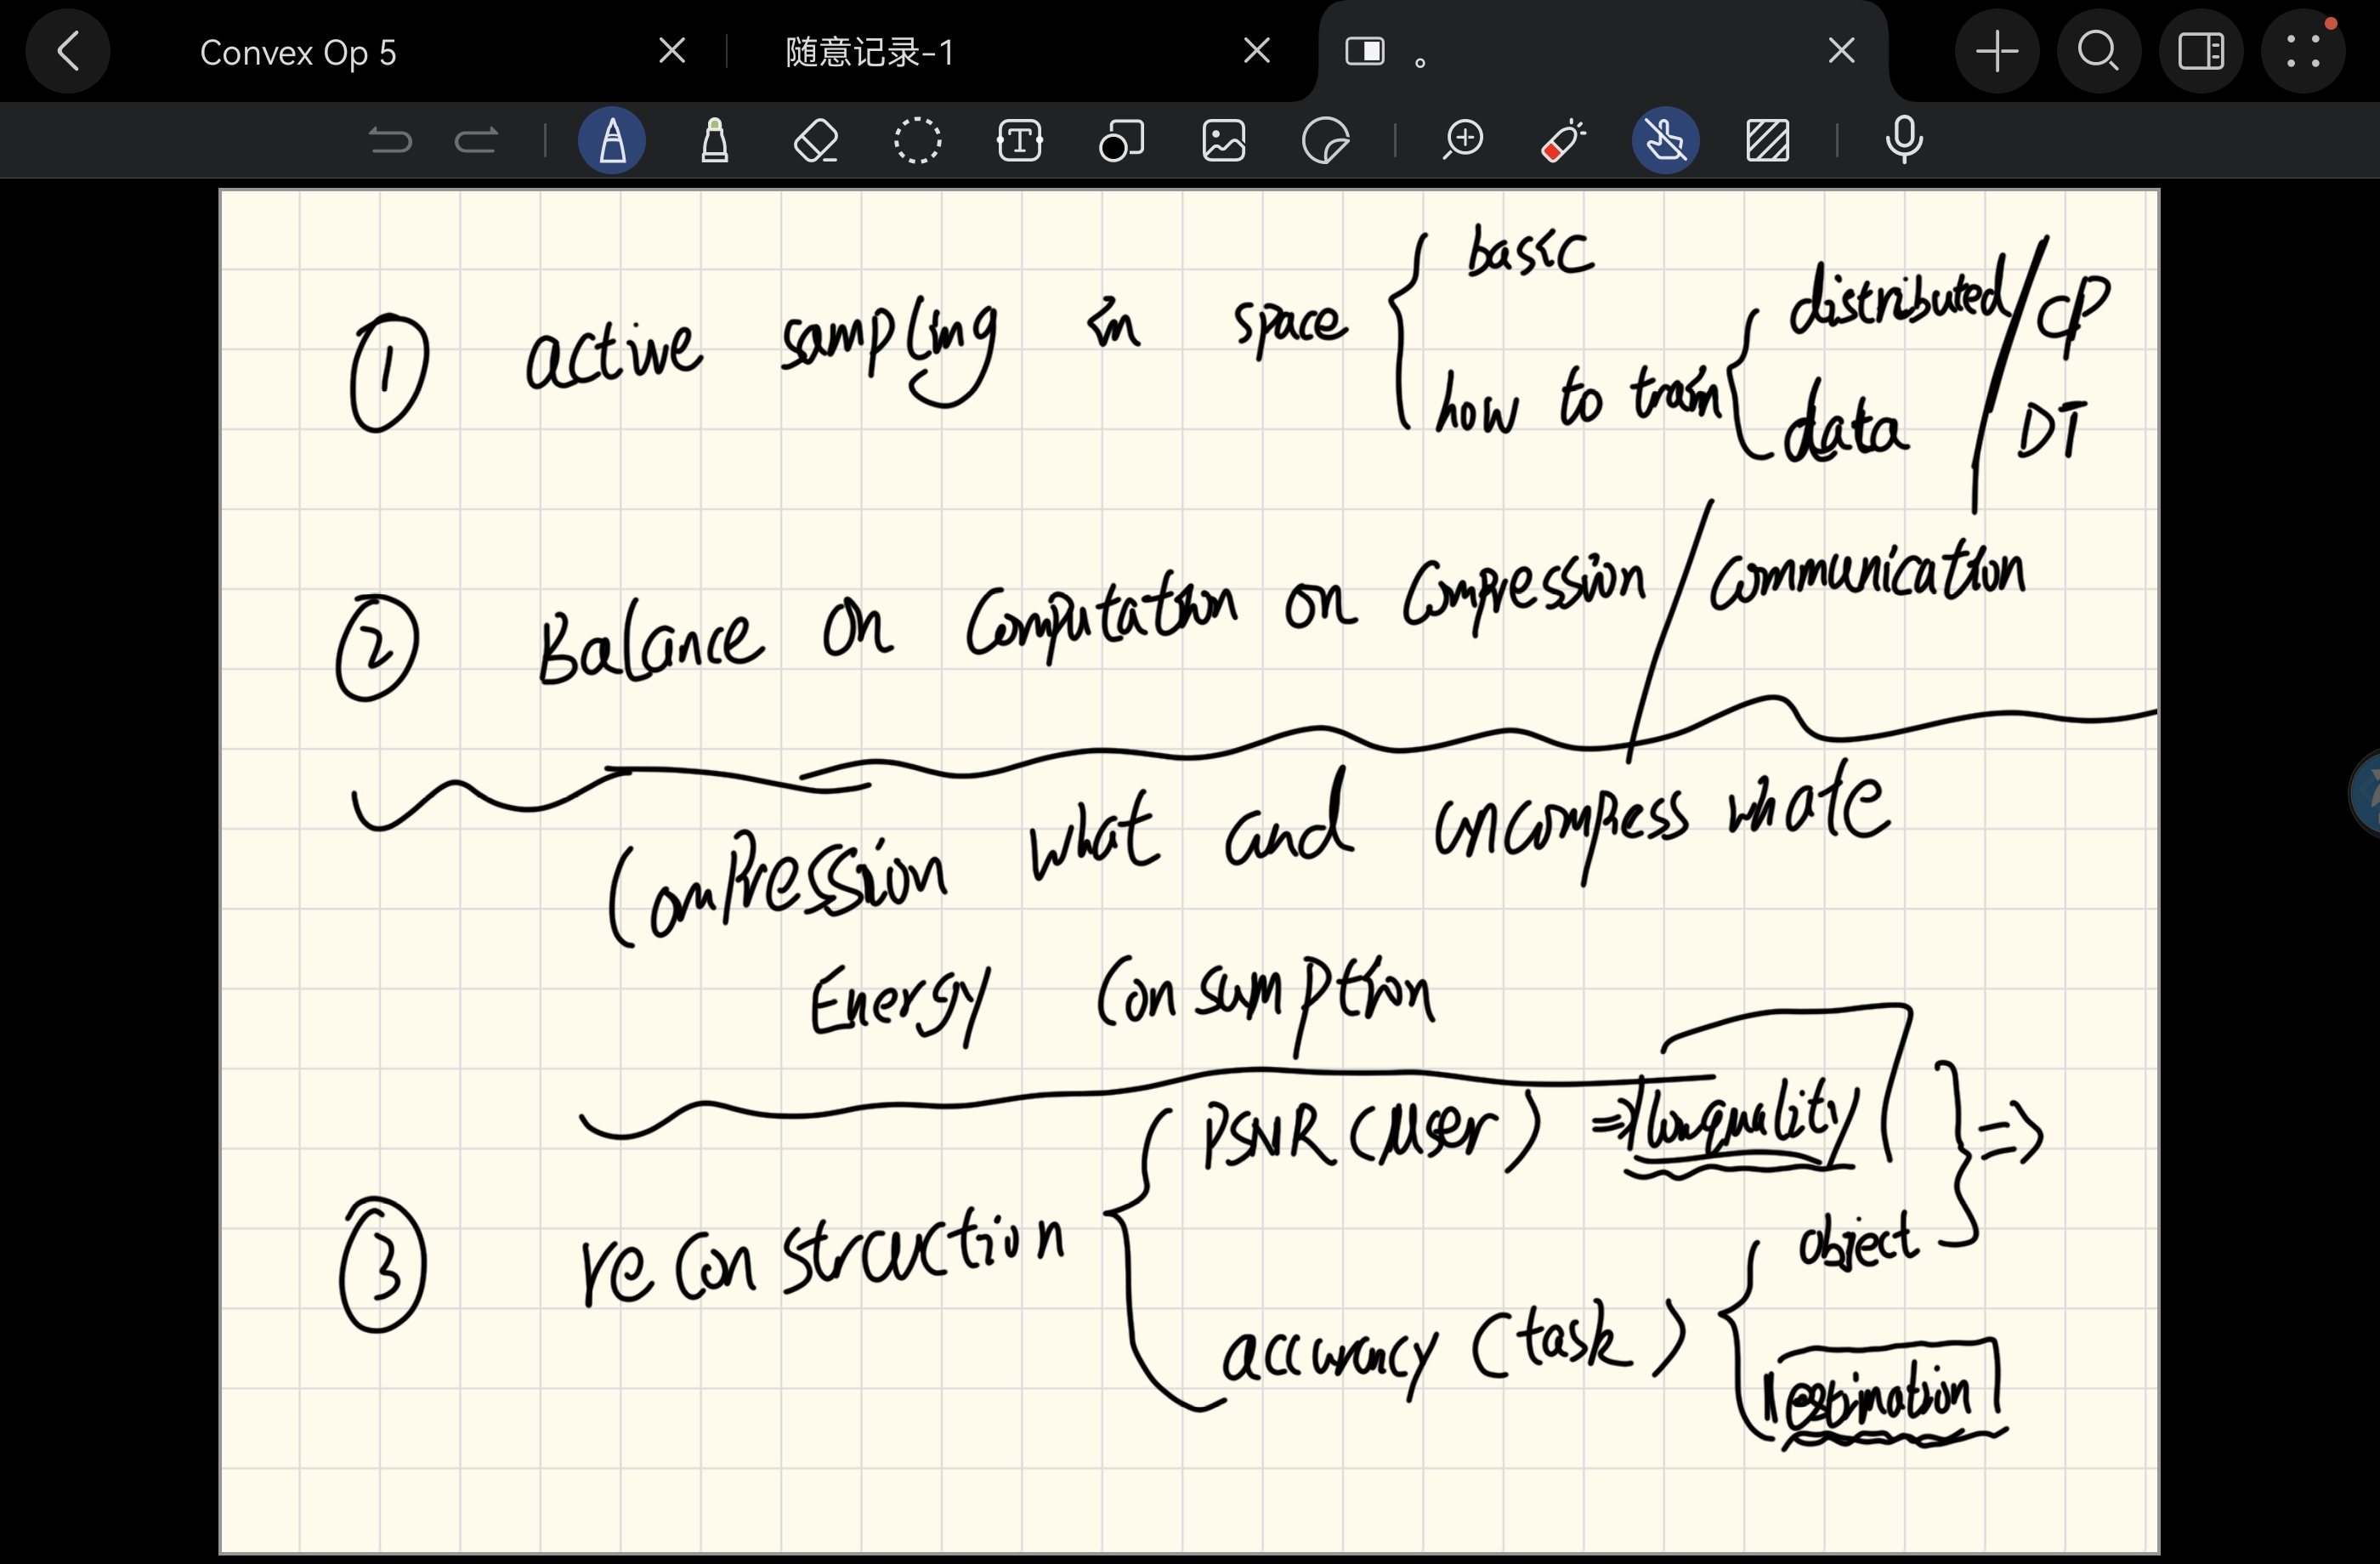 Convex Op 5 随意记录-1 。
basic
① active sampling in space
distributed / CP
how to train
data DT
② Balance on Computation on Compression / Communication
Compression what and uncompress whate
Energy Consumption
PSNR (User) ⇒ ⇒
object
③ reconstruction
accuracy (task)
estimation